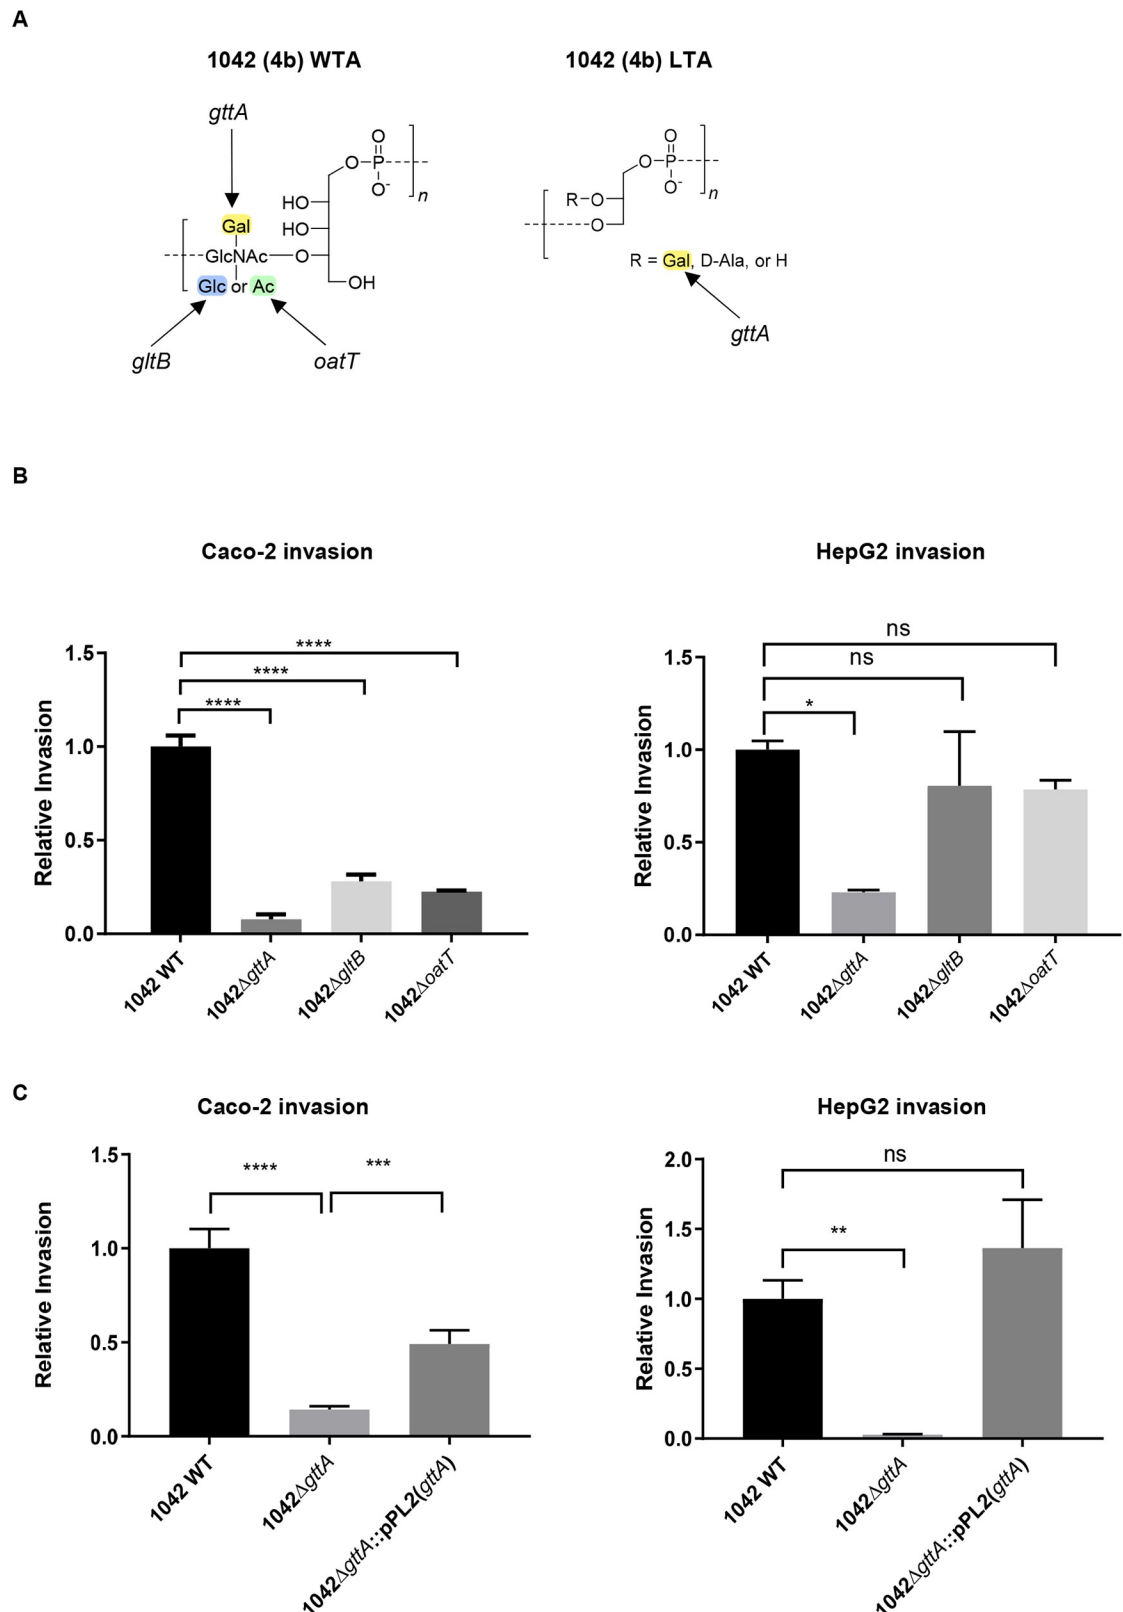 A
1042 (4b) WTA
1042 (4b) LTA
gttA
O
O P
O-
n
HO
HO
Gal
GlcNAc O
Glc or Ac
OH
gltB
oatT
O
O P
O-
n
R-O
O
R = Gal, D-Ala, or H
gttA
B
Caco-2 invasion
Relative Invasion
1.5
1.0
0.5
0.0
****
****
****
1042 WT
1042ΔgttA
1042ΔgltB
1042ΔoatT
HepG2 invasion
Relative Invasion
1.5
1.0
0.5
0.0
ns
ns
*
1042 WT
1042ΔgttA
1042ΔgltB
1042ΔoatT
C
Caco-2 invasion
Relative Invasion
1.5
1.0
0.5
0.0
****
***
1042 WT
1042ΔgttA
1042ΔgttA::pPL2(gttA)
HepG2 invasion
Relative Invasion
2.0
1.5
1.0
0.5
0.0
ns
**
1042 WT
1042ΔgttA
1042ΔgttA::pPL2(gttA)